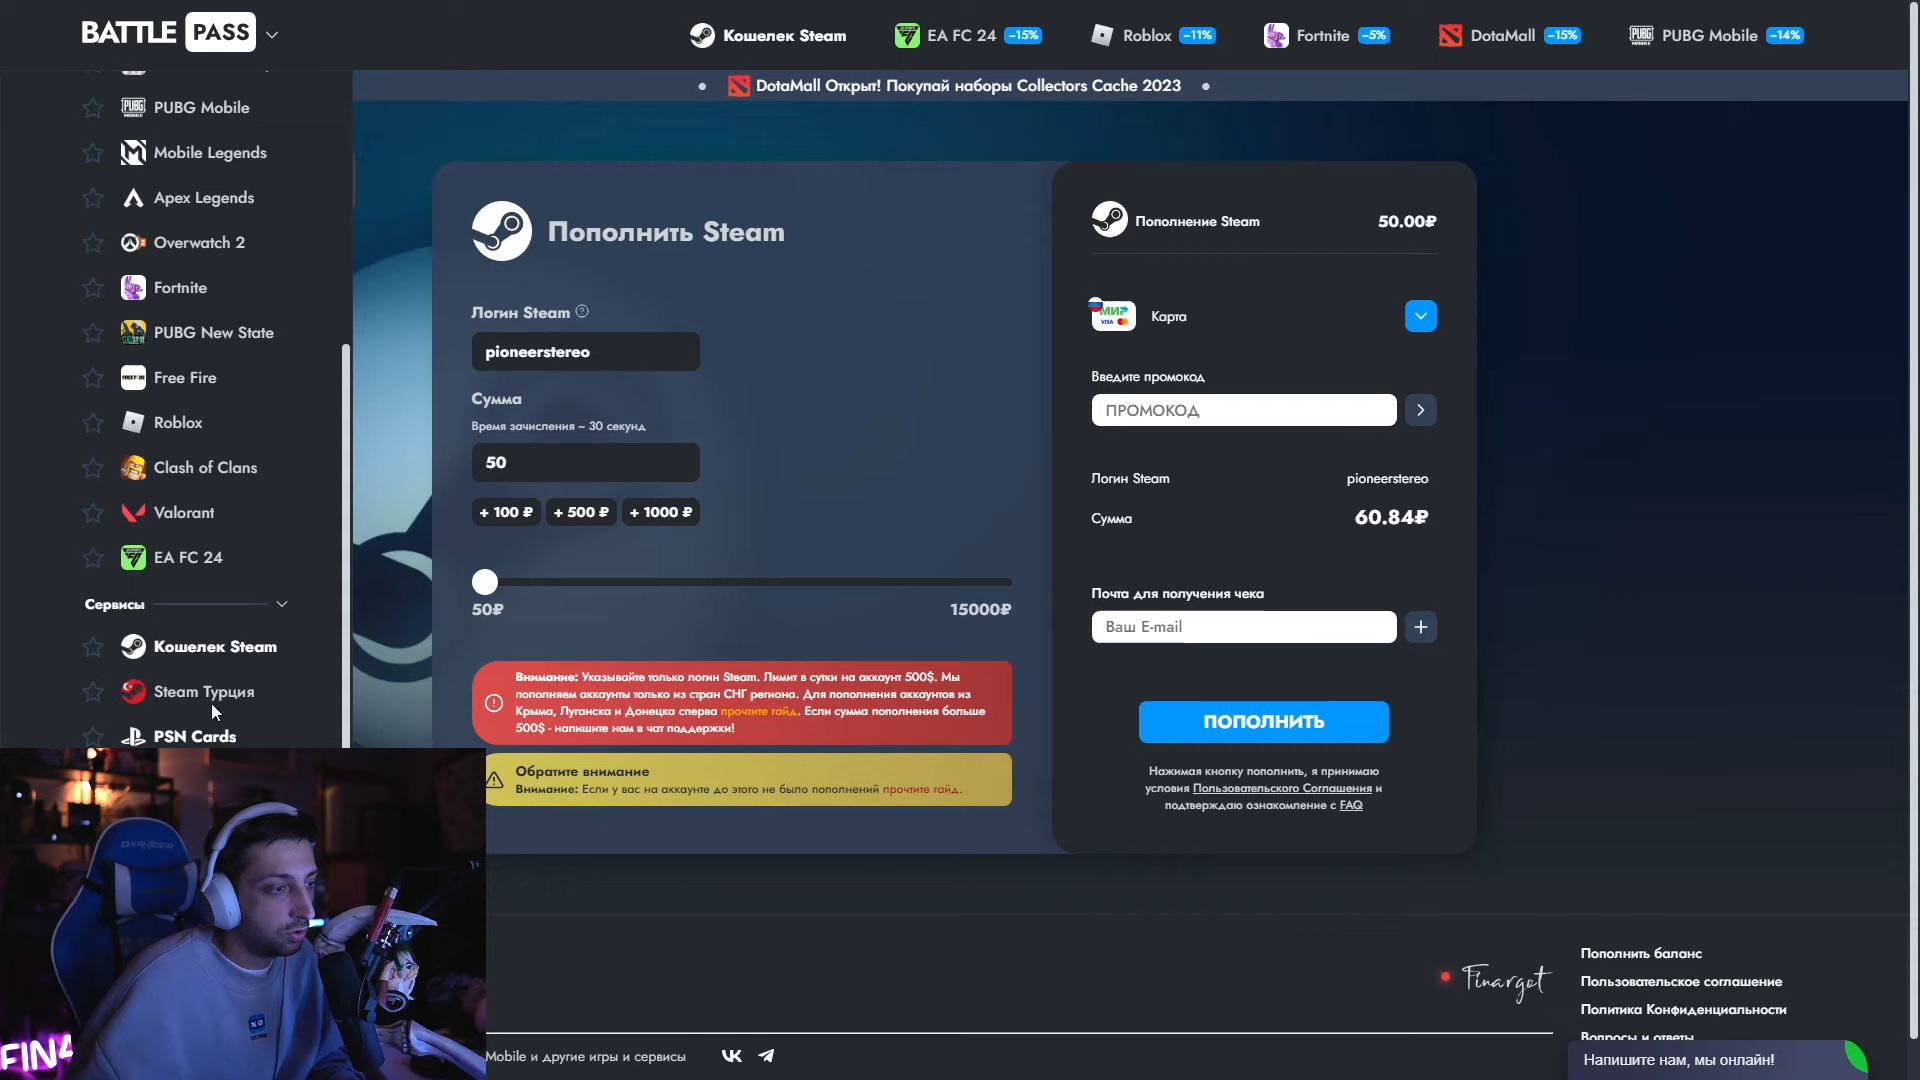 BATTLE PASS
Кошелек Steam
EA FC 24 -15%
Roblox -11%
Fortnite -5%
DotaMall -15%
PUBG Mobile -14%
DotaMall Открыт! Покупай наборы Collectors Cache 2023
PUBG Mobile
Mobile Legends
Apex Legends
Overwatch 2
Fortnite
PUBG New State
Free Fire
Roblox
Clash of Clans
Valorant
EA FC 24
Сервисы
Кошелек Steam
Steam Турция
PSN Cards
Пополнить Steam
Логин Steam
pioneerstereo
Сумма
Время зачисления ~ 30 секунд
50
+ 100 ₽ + 500 ₽ + 1000 ₽
50₽ 15000₽
Внимание: Указывайте только логин Steam. Лимит в сутки на аккаунт 500$. Мы
пополняем аккаунты только из стран СНГ региона. Для пополнения аккаунтов из
Крыма, Луганска и Донецка сперва прочтите гайд. Если сумма пополнения больше
500$ - напишите нам в чат поддержки!
Обратите внимание
Внимание: Если у вас на аккаунте до этого не было пополнений прочтите гайд.
Пополнение Steam 50.00₽
МИР
VISA
Карта
Введите промокод
ПРОМОКОД
Логин Steam pioneerstereo
Сумма 60.84₽
Почта для получения чека
Ваш E-mail
ПОПОЛНИТЬ
Нажимая кнопку пополнить, я принимаю
условия Пользовательского Соглашения и
подтверждаю ознакомление с FAQ
DXRACER
FINA
Finargot
Пополнить баланс
Пользовательское соглашение
Политика Конфиденциальности
Вопросы и ответы
Mobile и другие игры и сервисы
Напишите нам, мы онлайн!